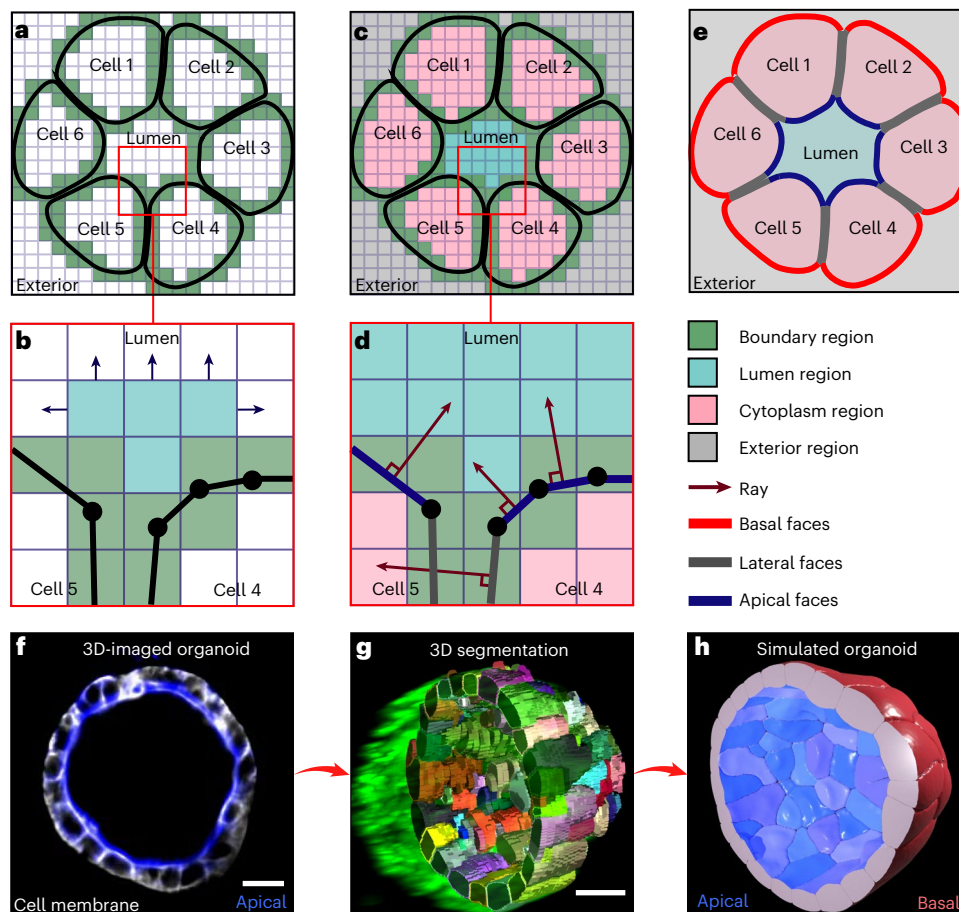 a
Cell 1
Cell 2
Cell 6
Lumen
Cell 3
Cell 5
Cell 4
Exterior
c
Cell 1
Cell 2
Cell 6
Lumen
Cell 3
Cell 5
Cell 4
Exterior
e
Cell 1
Cell 2
Cell 6
Lumen
Cell 3
Cell 5
Cell 4
Exterior
b
Lumen
Cell 5
Cell 4
d
Lumen
Cell 5
Cell 4
Boundary region
Lumen region
Cytoplasm region
Exterior region
Ray
Basal faces
Lateral faces
Apical faces
f
3D-imaged organoid
Cell membrane
Apical
g
3D segmentation
h
Simulated organoid
Apical
Basal